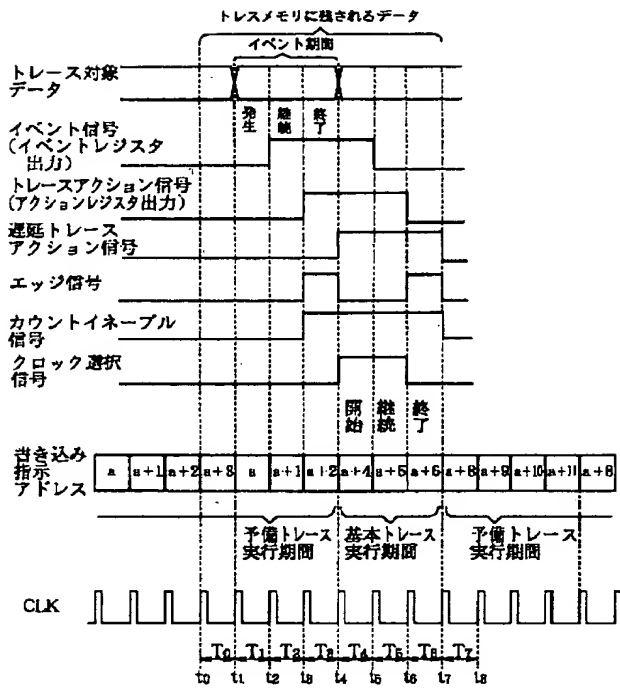 トレスメモリに残されるデータ
イベント期間
トレース対象
データ
発生
継続
終了
イベント信号
(イベントレジスタ
出力)
トレースアクション信号
(アクションレジスタ出力)
遅延トレース
アクション信号
エッジ信号
カウントイネーブル
信号
クロック選択
信号
開始
継続
終了
書き込み
指示
アドレス
a a+1 a+2 a+3 a a+1 a+2 a+4 a+5 a+6 a+8 a+9 a+10 a+11 a+8
予備トレース
実行期間
基本トレース
実行期間
予備トレース
実行期間
CLK
T0 T1 T2 T3 T4 T5 T6 T7
t0 t1 t2 t3 t4 t5 t6 t7 t8